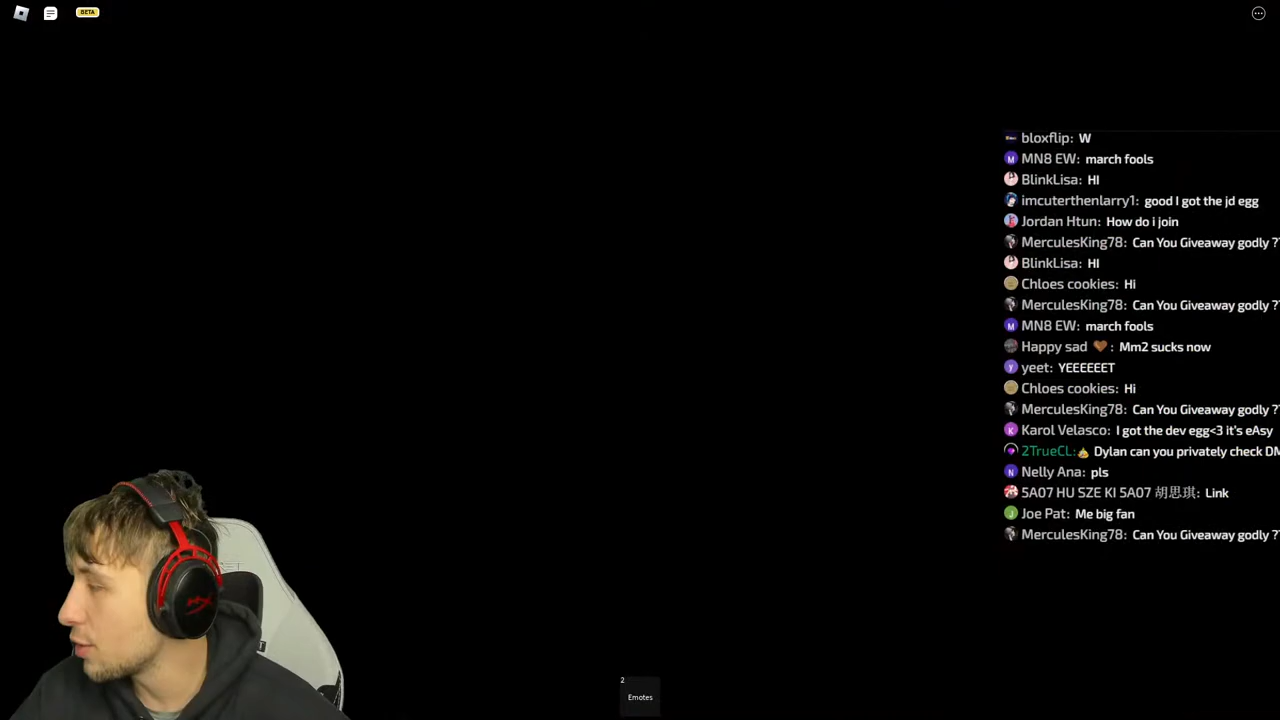 BETA
bloxflip: W
MN8 EW: march fools
BlinkLisa: HI
imcuterthenlarry1: good I got the jd egg
Jordan Htun: How do i join
MerculesKing78: Can You Giveaway godly ??
BlinkLisa: HI
Chloes cookies: Hi
MerculesKing78: Can You Giveaway godly ??
MN8 EW: march fools
Happy sad 🤎: Mm2 sucks now
yeet: YEEEEEET
Chloes cookies: Hi
MerculesKing78: Can You Giveaway godly ??
Karol Velasco: I got the dev egg<3 it's eAsy
2TrueCL: Dylan can you privately check DM
Nelly Ana: pls
5A07 HU SZE KI 5A07 胡思琪: Link
Joe Pat: Me big fan
MerculesKing78: Can You Giveaway godly ??
2
Emotes